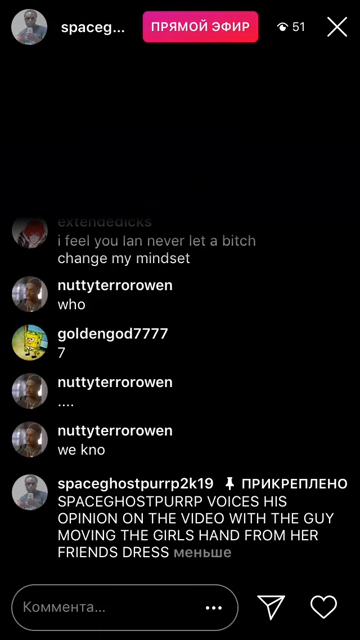 spaceg...
ПРЯМОЙ ЭФИР
51
extendedicks
i feel you lan never let a bitch
change my mindset
nuttyterrorowen
who
goldengod7777
7
nuttyterrorowen
....
nuttyterrorowen
we kno
spaceghostpurrp2k19 ПРИКРЕПЛЕНО
SPACEGHOSTPURRP VOICES HIS
OPINION ON THE VIDEO WITH THE GUY
MOVING THE GIRLS HAND FROM HER
FRIENDS DRESS меньше
Коммента...